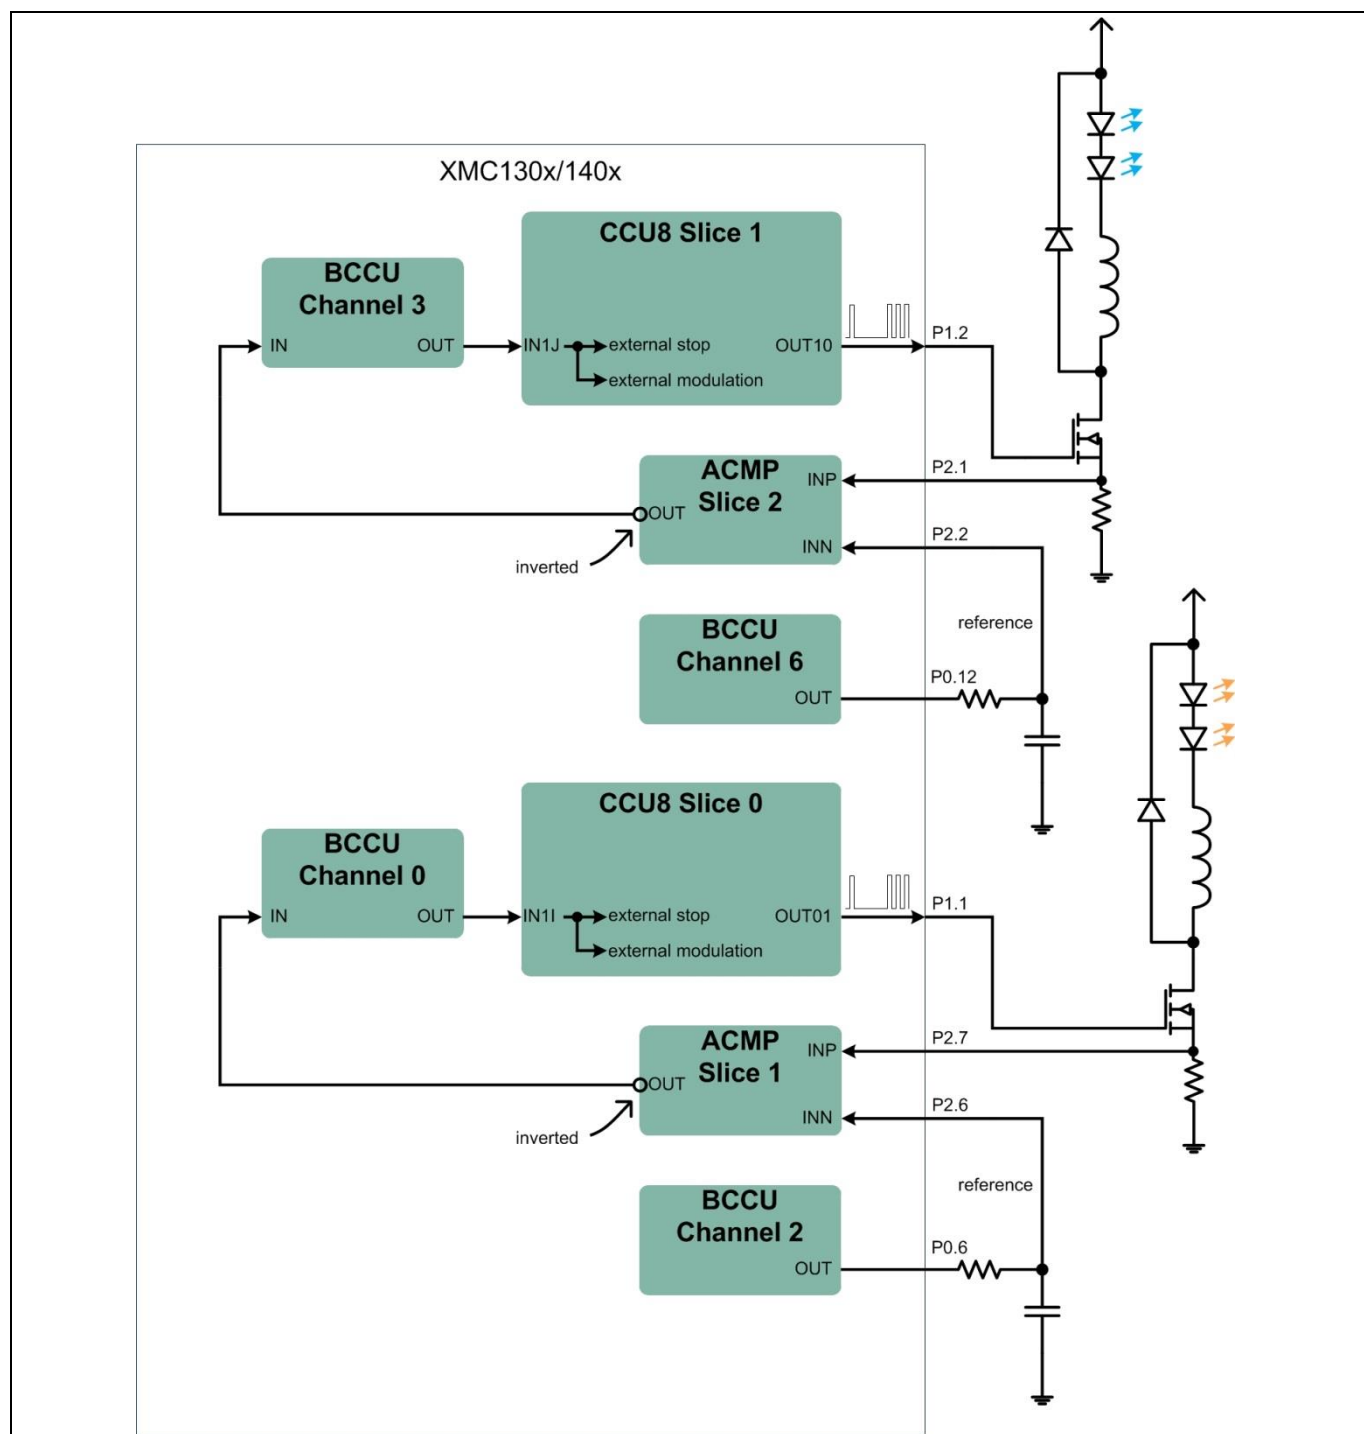 XMC130x/140x
CCU8 Slice 1
BCCU
Channel 3
IN
OUT
IN1J
external stop
external modulation
OUT10
P1.2
ACMP
Slice 2
INP
P2.1
OUT
inverted
INN
P2.2
reference
BCCU
Channel 6
OUT
P0.12
CCU8 Slice 0
BCCU
Channel 0
IN
OUT
IN1I
external stop
external modulation
OUT01
P1.1
ACMP
Slice 1
INP
P2.7
OUT
inverted
INN
P2.6
reference
BCCU
Channel 2
OUT
P0.6